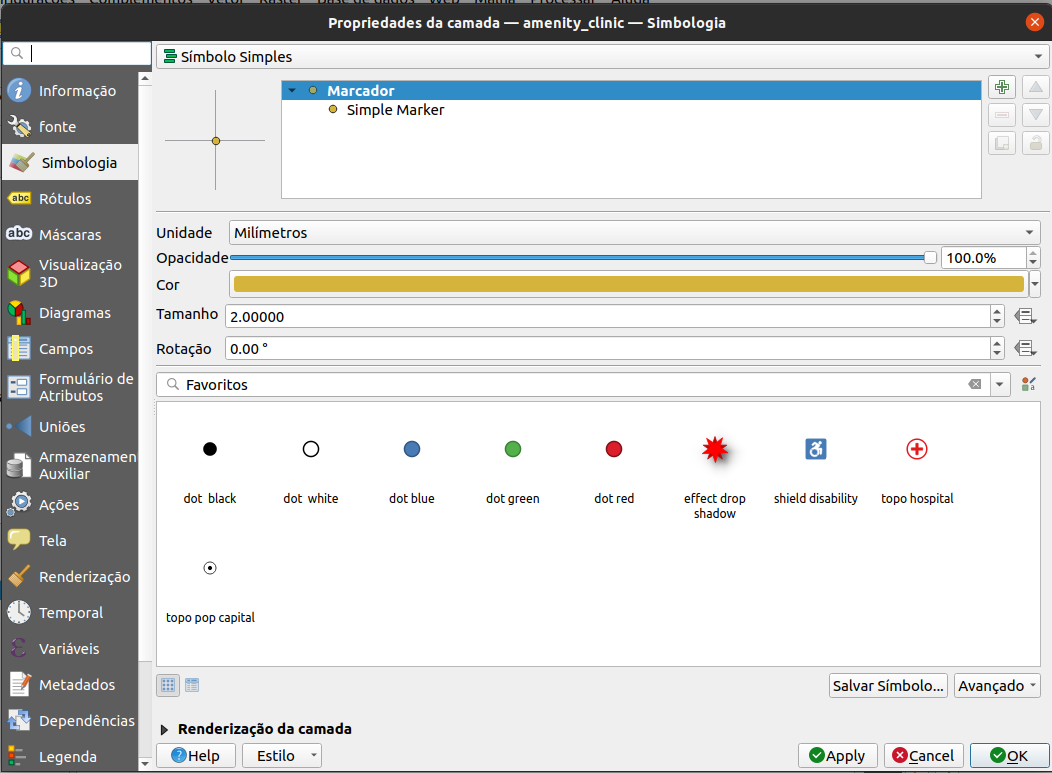 Propriedades da camada — amenity_clinic — Simbologia
Informação
fonte
Simbologia
abc Rótulos
abc Máscaras
Visualização
3D
Diagramas
Campos
Formulário de
Atributos
Uniões
Armazenamen
Auxiliar
Ações
Tela
Renderização
Temporal
Variáveis
Metadados
Dependências
Legenda
Símbolo Simples
Marcador
Simple Marker
Unidade Milímetros
Opacidade 100.0%
Cor
Tamanho 2.00000
Rotação 0.00 °
Favoritos
dot black dot white dot blue dot green dot red effect drop shield disability topo hospital
shadow
topo pop capital
Salvar Símbolo... Avançado
Renderização da camada
Help Estilo Apply Cancel OK